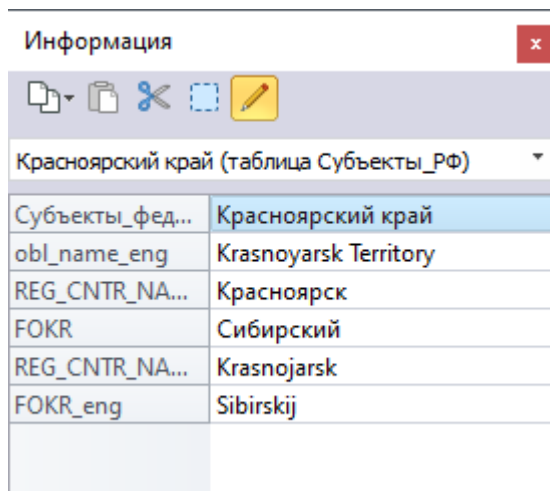 Информация
x
Красноярский край (таблица Субъекты_РФ)
Субъекты_фед... Красноярский край
obl_name_eng Krasnoyarsk Territory
REG_CNTR_NA... Красноярск
FOKR Сибирский
REG_CNTR_NA... Krasnojarsk
FOKR_eng Sibirskij